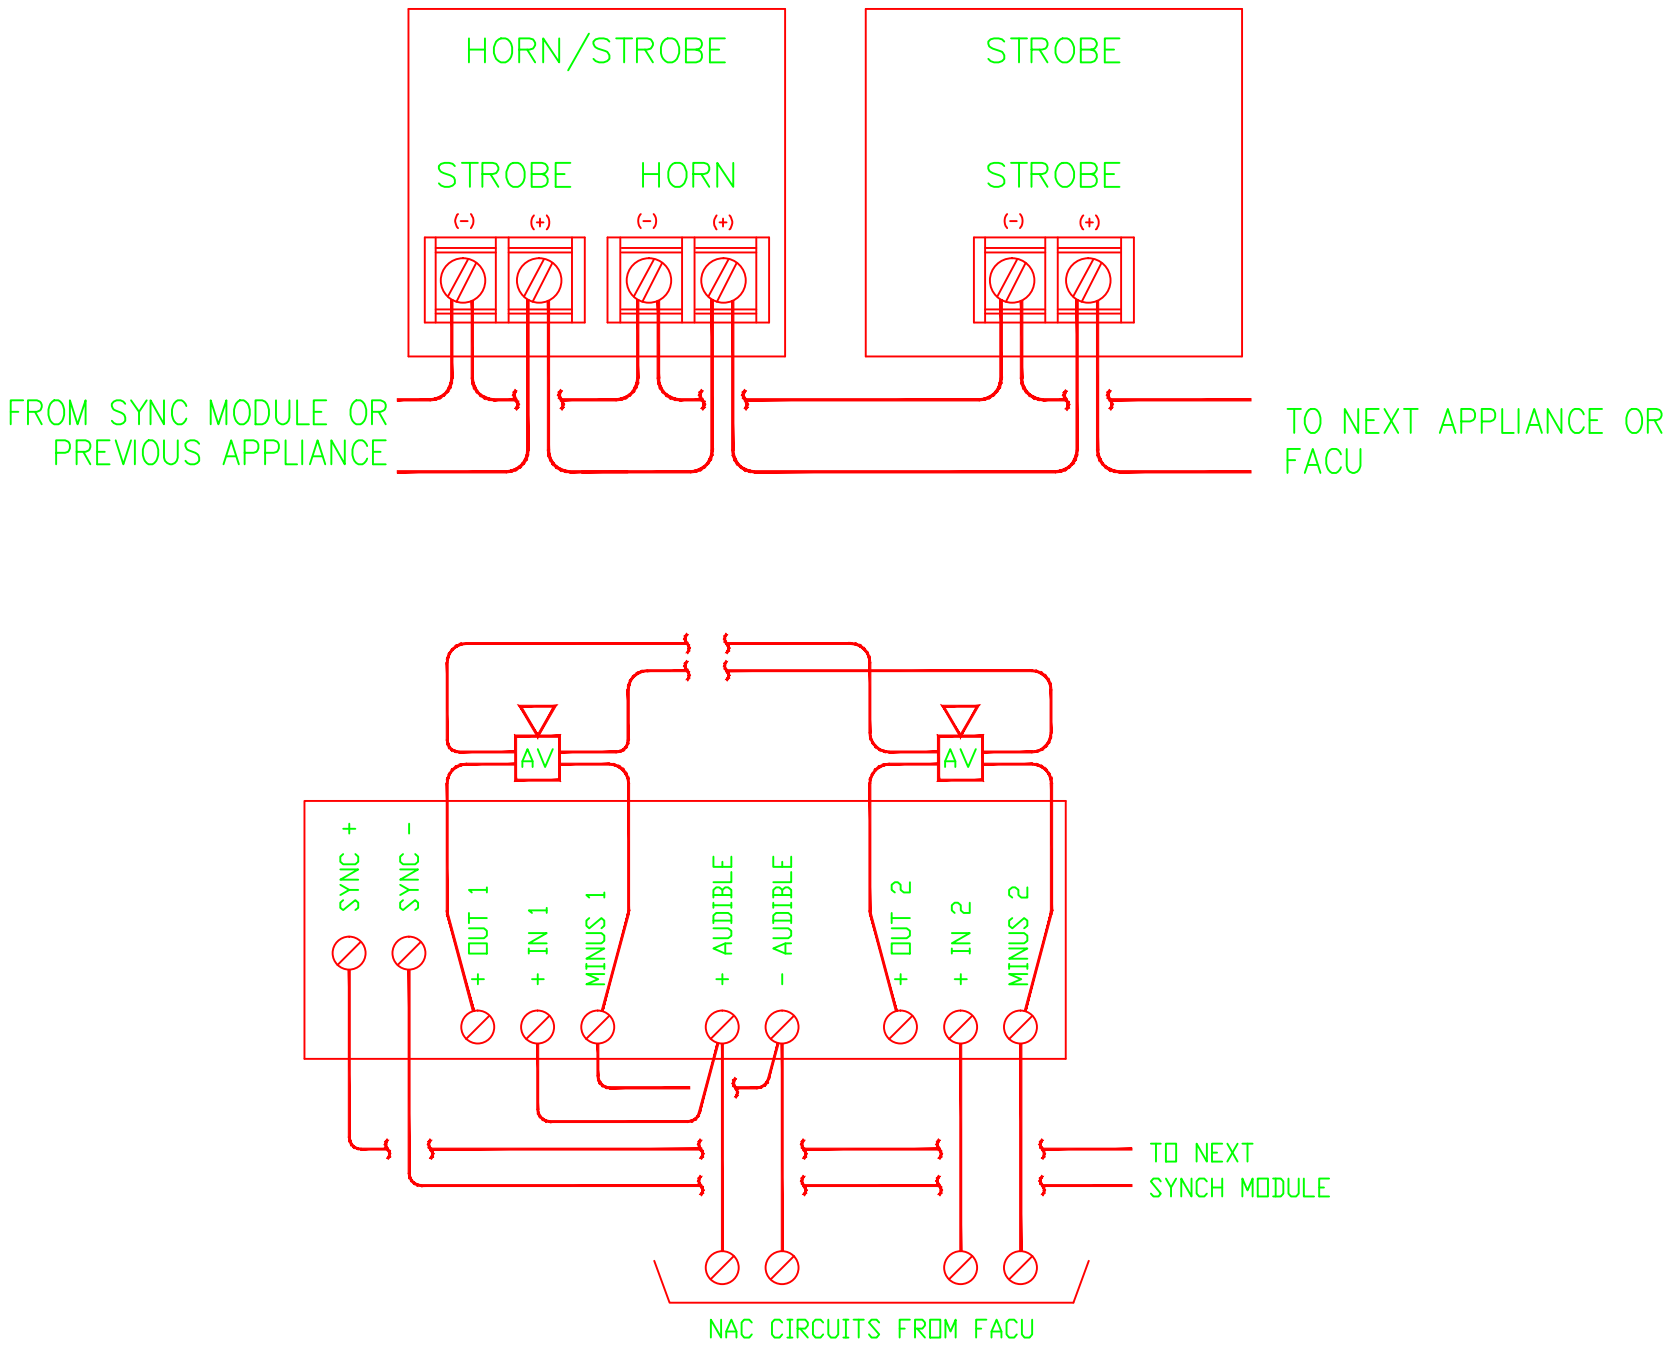 HORN/STROBE
STROBE
STROBE
HORN
STROBE
(-)
(+)
(-)
(+)
(-)
(+)
FROM SYNC MODULE OR
PREVIOUS APPLIANCE
TO NEXT APPLIANCE OR
FACU
AV
AV
SYNC +
SYNC -
+ OUT 1
+ IN 1
MINUS 1
+ AUDIBLE
- AUDIBLE
+ OUT 2
+ IN 2
MINUS 2
TO NEXT
SYNCH MODULE
NAC CIRCUITS FROM FACU